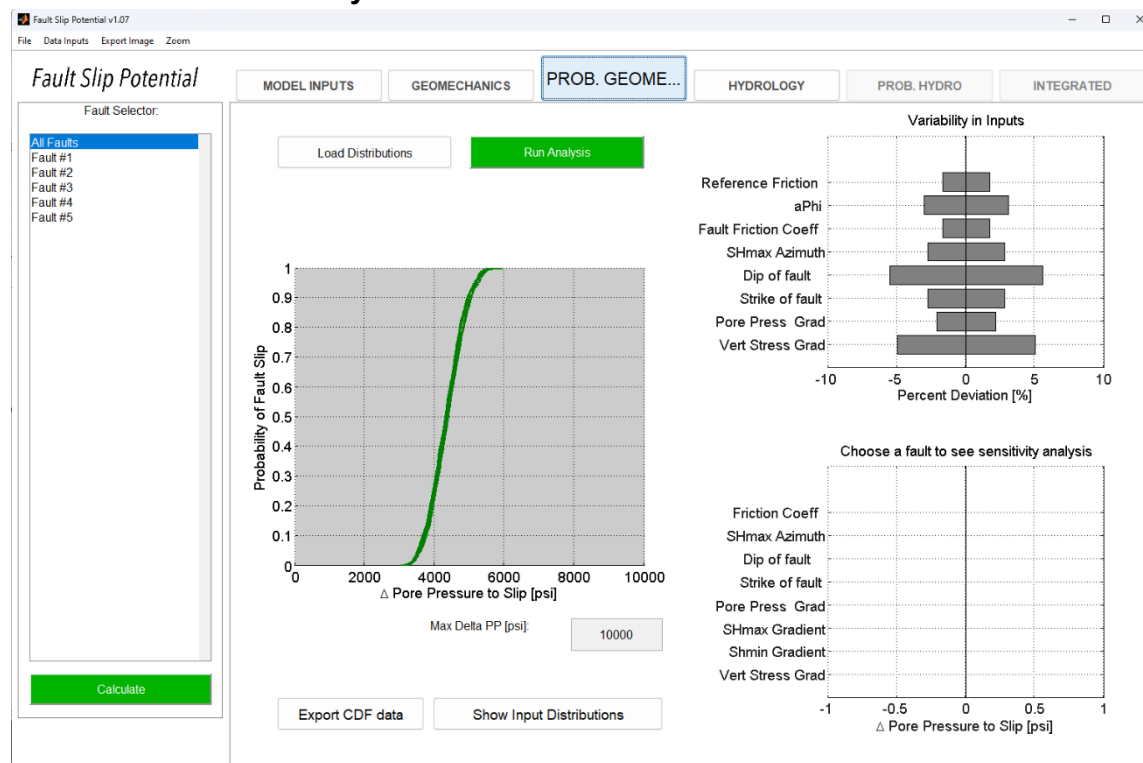 Fault Slip Potential v1.07
File Data Inputs Export Image Zoom
Fault Slip Potential
MODEL INPUTS GEOMECHANICS PROB. GEOME... HYDROLOGY PROB. HYDRO INTEGRATED
Fault Selector:
All Faults
Fault #1
Fault #2
Fault #3
Fault #4
Fault #5
Calculate
Load Distributions Run Analysis
1
0.9
0.8
0.7
0.6
0.5
0.4
0.3
0.2
0.1
0
Probability of Fault Slip
0 2000 4000 6000 8000 10000
Δ Pore Pressure to Slip [psi]
Max Delta PP [psi]: 10000
Export CDF data Show Input Distributions
Variability in Inputs
Reference Friction
aPhi
Fault Friction Coeff
SHmax Azimuth
Dip of fault
Strike of fault
Pore Press Grad
Vert Stress Grad
-10 -5 0 5 10
Percent Deviation [%]
Choose a fault to see sensitivity analysis
Friction Coeff
SHmax Azimuth
Dip of fault
Strike of fault
Pore Press Grad
SHmax Gradient
Shmin Gradient
Vert Stress Grad
-1 -0.5 0 0.5 1
Δ Pore Pressure to Slip [psi]